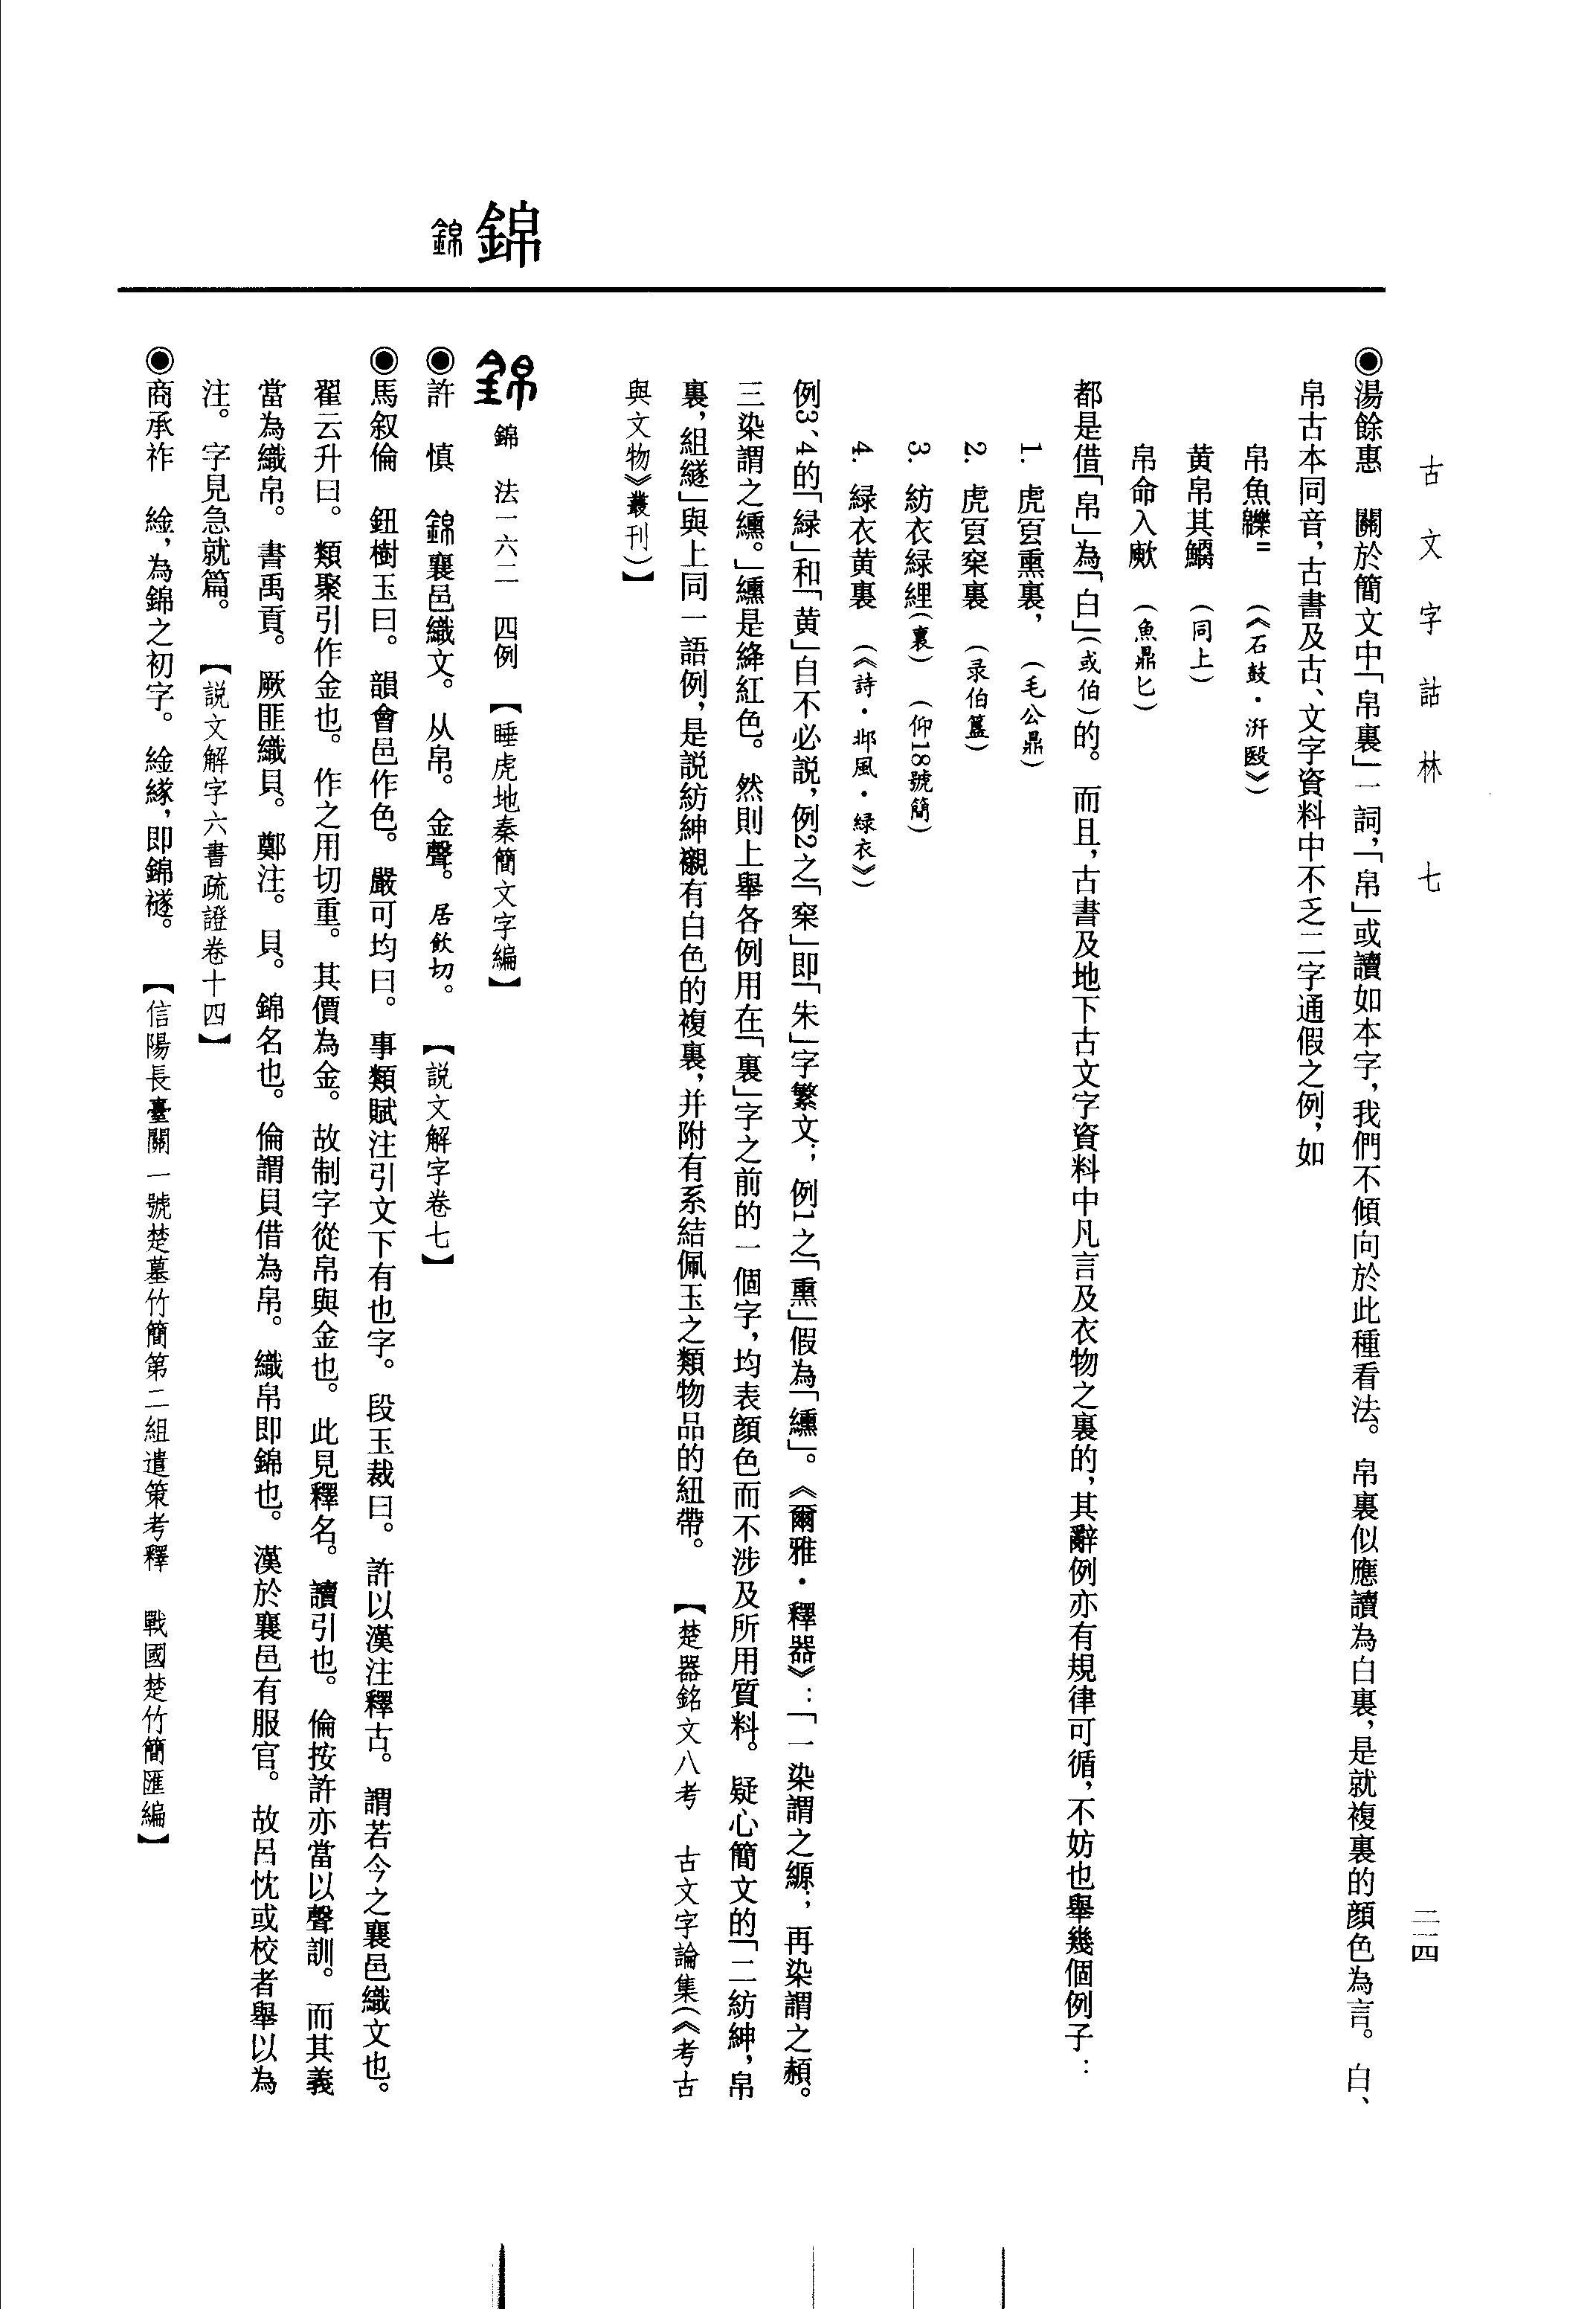 古文字詁林　七
二一四
◉湯餘惠　關於簡文中「帛裏」一詞，「帛」或讀如本字，我們不傾向於此種看法。帛裏似應讀為白裏，是就複裏的顔色為言。白、
帛古本同音，古書及古、文字資料中不乏二字通假之例，如
帛魚鱳=　（《石鼓·汧殹》）
黄帛其鯾　（同上）
帛命入㱃　（魚鼎匕）
都是借「帛」為「白」（或伯）的。而且，古書及地下古文字資料中凡言及衣物之裏的，其辭例亦有規律可循，不妨也舉幾個例子：
1. 虎熏裏，（毛公鼎）
2. 虎裏（彔伯簋）
3. 紡衣緑裡（裏）（仰18號簡）
4. 緑衣黄裏（《詩·邶風·緑衣》）
例3、4的「緑」和「黄」自不必説，例2之「」即「朱」字繁文；例1之「熏」假為「纁」。《爾雅·釋器》：「一染謂之縓；再染謂之赬。
三染謂之纁。」纁是絳紅色。然則上舉各例用在「裏」字之前的一個字，均表顔色而不涉及所用質料。疑心簡文的「二紡紳，帛
裏，組繸」與上同一語例，是説紡紳襯有白色的複裏，并附有系結佩玉之類物品的紐帶。　【楚器銘文八考　古文字論集（《考古
與文物》叢刊）】
錦
錦
錦　錦　法一六二　四例　【睡虎地秦簡文字編】
◉許　慎　錦襄邑織文。从帛。金聲。居飲切。　【説文解字卷七】
◉馬叙倫　鈕樹玉曰。韻會邑作色。嚴可均曰。事類賦注引文下有也字。段玉裁曰。許以漢注釋古。謂若今之襄邑織文也。
翟云升曰。類聚引作金也。作之用切重。其價為金。故制字從帛與金也。此見釋名。讀引也。倫按許亦當以聲訓。而其義
當為織帛。書禹貢。厥匪織貝。鄭注。貝。錦名也。倫謂貝借為帛。織帛即錦也。漢於襄邑有服官。故呂忱或校者舉以為
注。字見急就篇。　【説文解字六書疏證卷十四】
◉商承祚　䋮，為錦之初字。䋮緣，即錦襚。　【信陽長臺關一號楚墓竹簡第二組遣策考釋　戰國楚竹簡匯編】